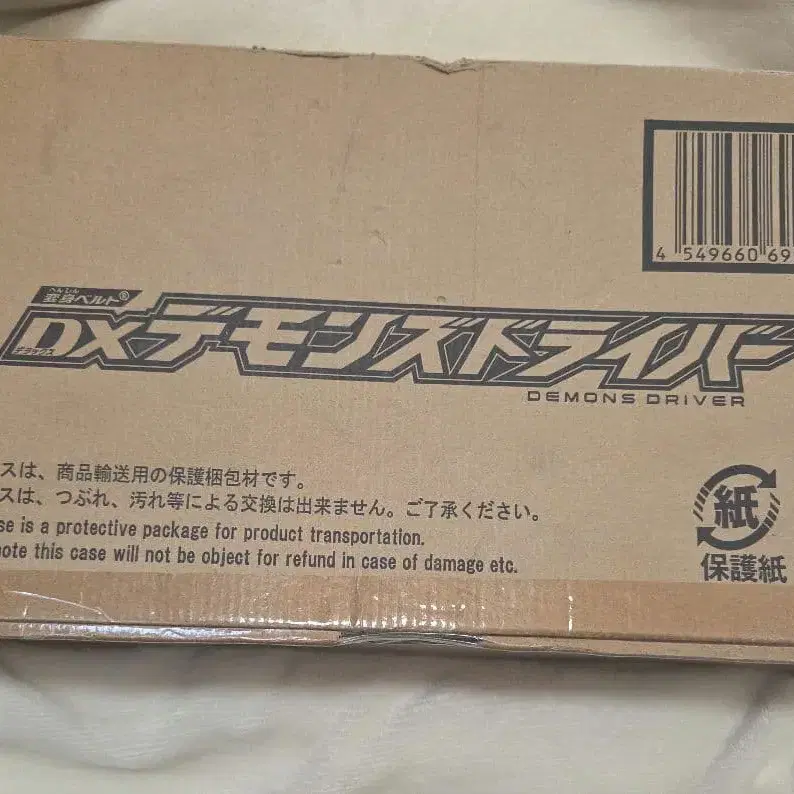 4 549660 69
へんしん
変身ベルト®
DXデモンズドライバー
デラックス
DEMONS DRIVER
スは、商品輸送用の保護梱包材です。
スは、つぶれ、汚れ等による交換は出来ません。ご了承ください。
se is a protective package for product transportation.
note this case will not be object for refund in case of damage etc.
紙
保護紙